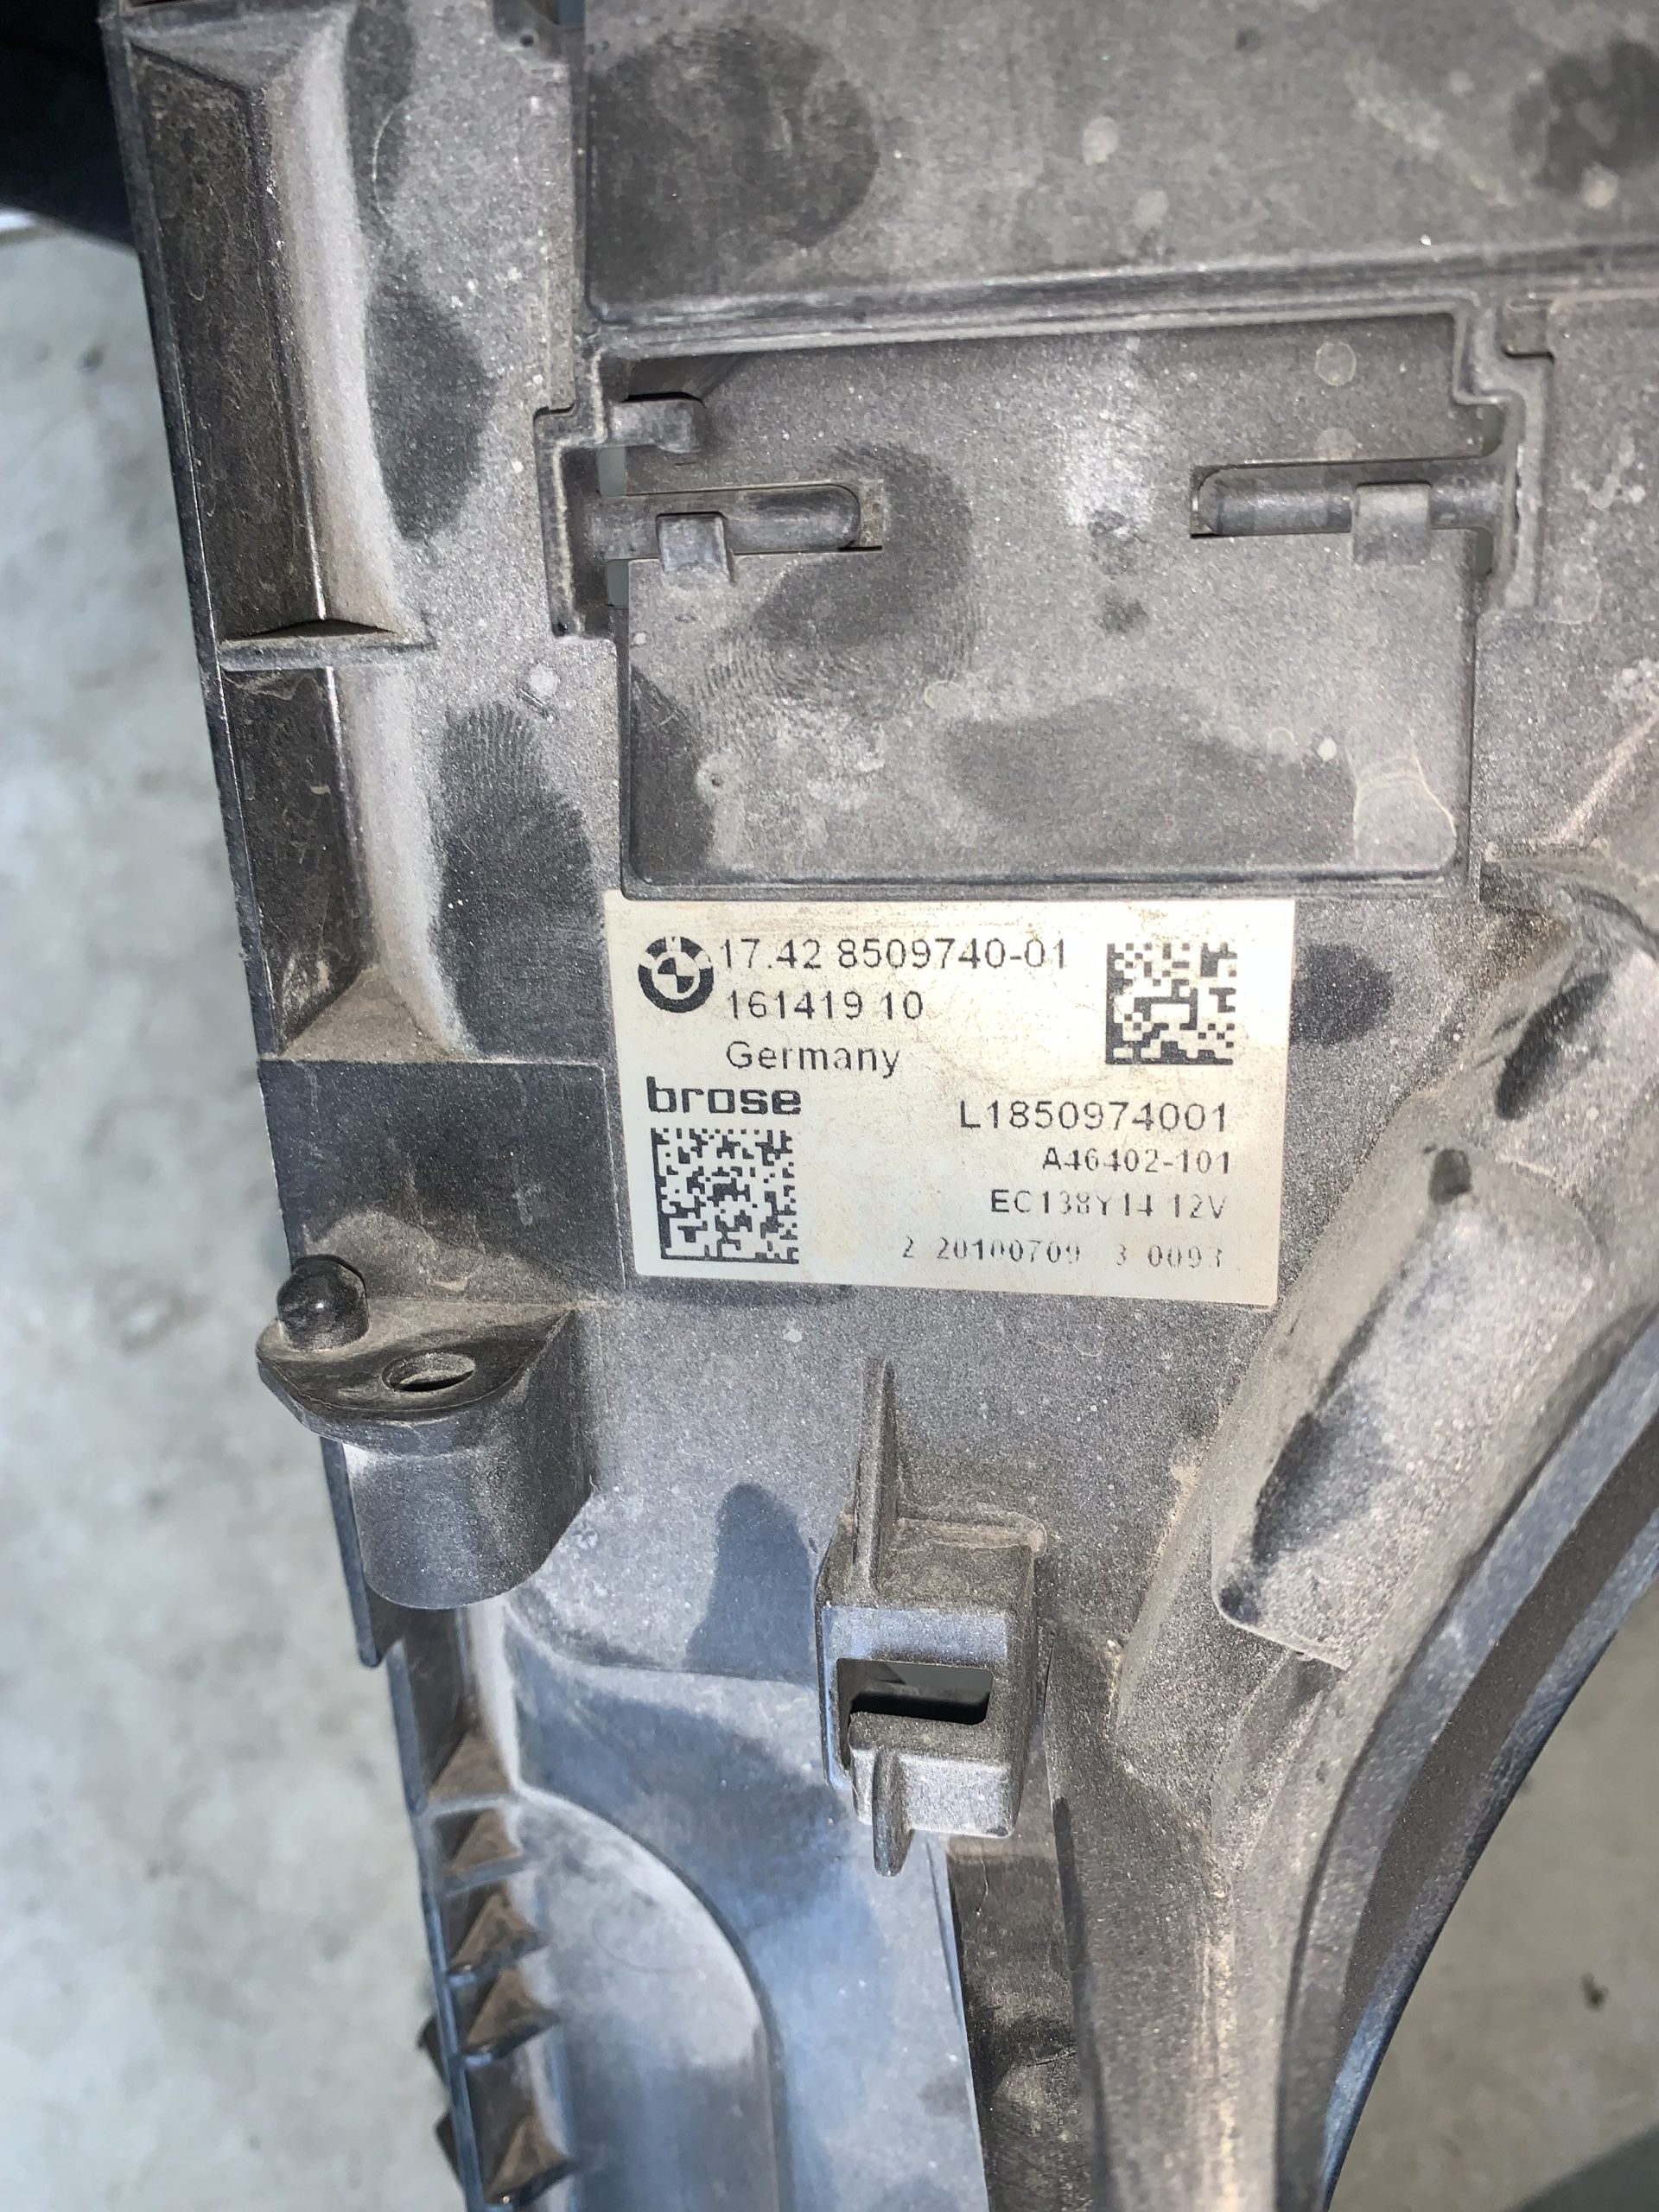 17.42 8509740-01
161419 10
Germany
brose
L1850974001
A46402-101
EC138Y14 12V
2 20100709 3 0093